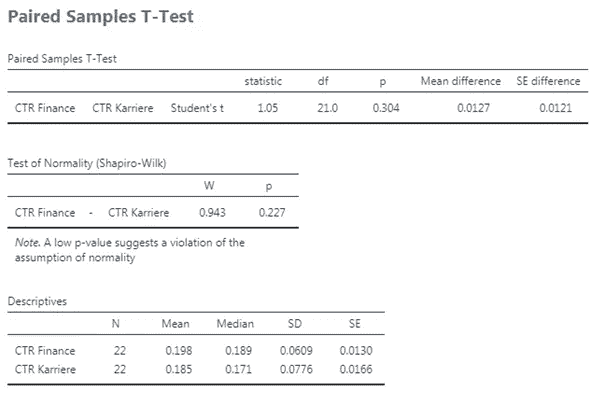 Paired Samples T-Test
Paired Samples T-Test
statistic df p Mean difference SE difference
CTR Finance CTR Karriere Student's t 1.05 21.0 0.304 0.0127 0.0121
Test of Normality (Shapiro-Wilk)
W p
CTR Finance - CTR Karriere 0.943 0.227
Note. A low p-value suggests a violation of the
assumption of normality
Descriptives
N Mean Median SD SE
CTR Finance 22 0.198 0.189 0.0609 0.0130
CTR Karriere 22 0.185 0.171 0.0776 0.0166